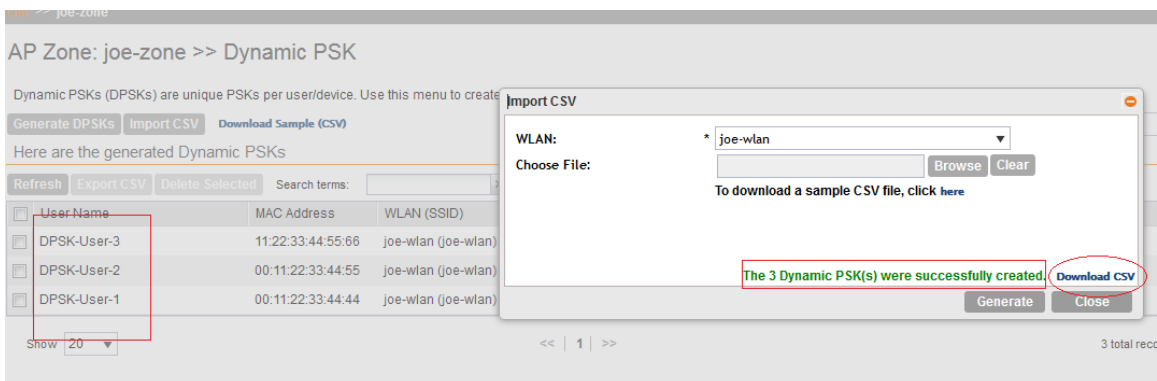 >> joe-zone
AP Zone: joe-zone >> Dynamic PSK
Dynamic PSKs (DPSKs) are unique PSKs per user/device. Use this menu to create
Generate DPSKs Import CSV Download Sample (CSV)
Here are the generated Dynamic PSKs
Refresh Export CSV Delete Selected Search terms:
User Name MAC Address WLAN (SSID)
DPSK-User-3 11:22:33:44:55:66 joe-wlan (joe-wlan)
DPSK-User-2 00:11:22:33:44:55 joe-wlan (joe-wlan)
DPSK-User-1 00:11:22:33:44:44 joe-wlan (joe-wlan)
Show 20 << | 1 | >> 3 total
Import CSV
WLAN: * joe-wlan
Choose File: Browse Clear
To download a sample CSV file, click here
The 3 Dynamic PSK(s) were successfully created. Download CSV
Generate Close